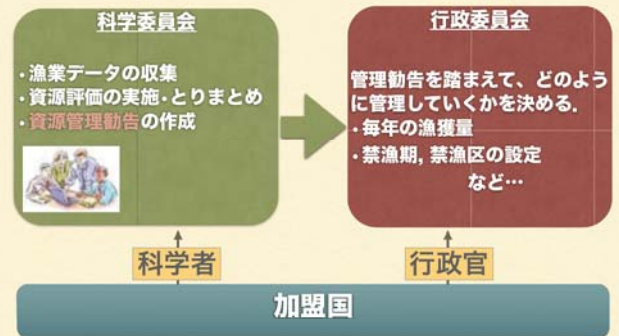 科学委員会
・漁業データの収集
・資源評価の実施・とりまとめ
・資源管理勧告の作成
行政委員会
管理勧告を踏まえて、どのよう
に管理していくかを決める.
・毎年の漁獲量
・禁漁期, 禁漁区の設定
など…
科学者
行政官
加盟国